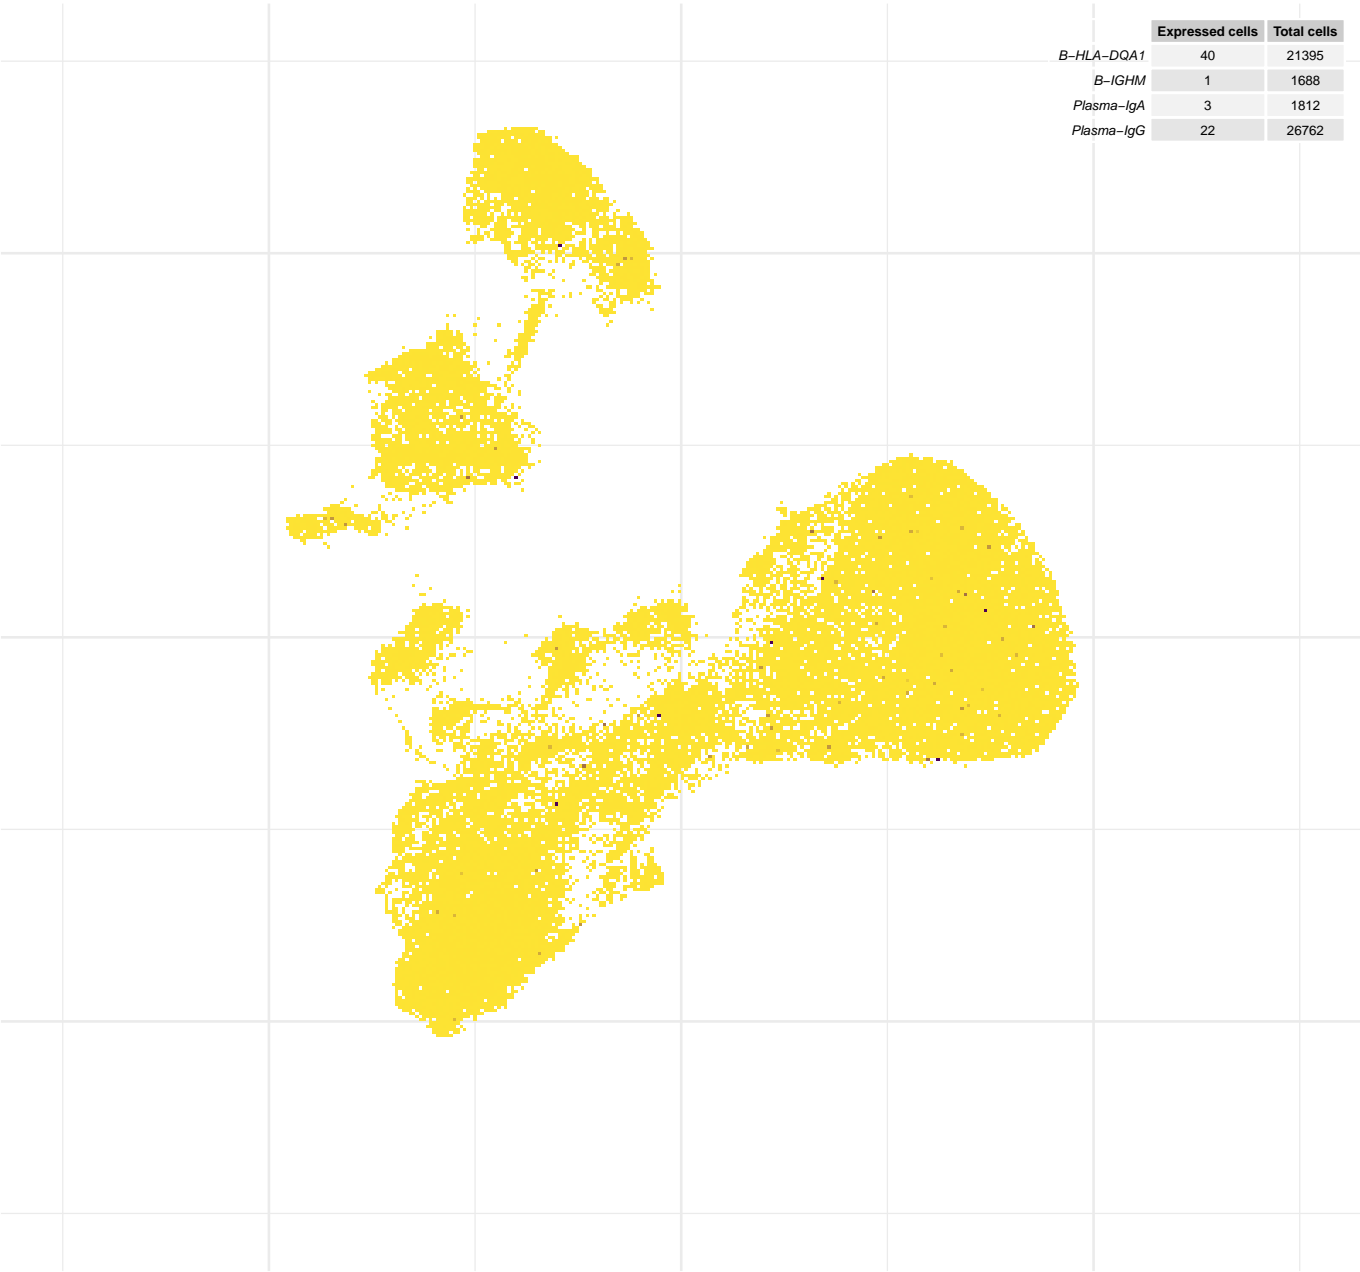 Expressed cells Total cells
B−HLA−DQA1 40 21395
B−IGHM 1 1688
Plasma−IgA 3 1812
Plasma−IgG 22 26762